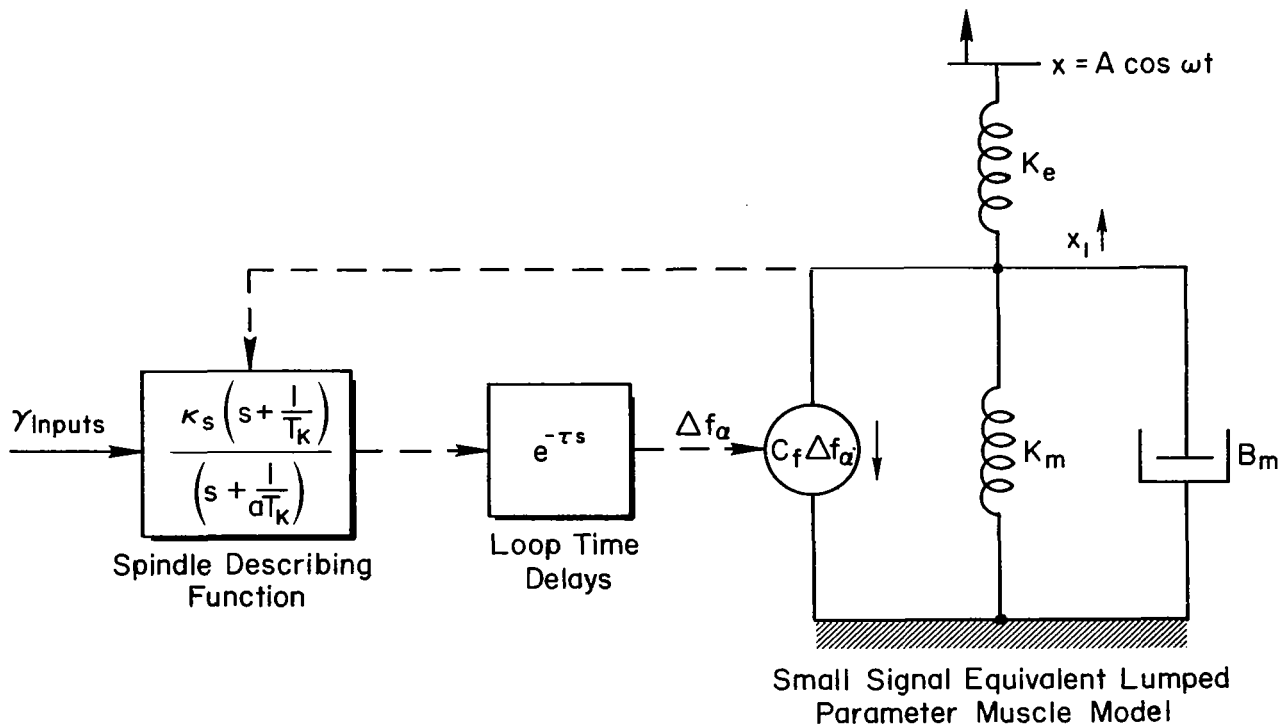 x = A cos ωt
K_e
x_1
γ_Inputs
κ_s (s + 1/T_K)
(s + 1/aT_K)
e^{-τs}
Δf_α
C_f Δf_α
K_m
B_m
Spindle Describing
Function
Loop Time
Delays
Small Signal Equivalent Lumped
Parameter Muscle Model